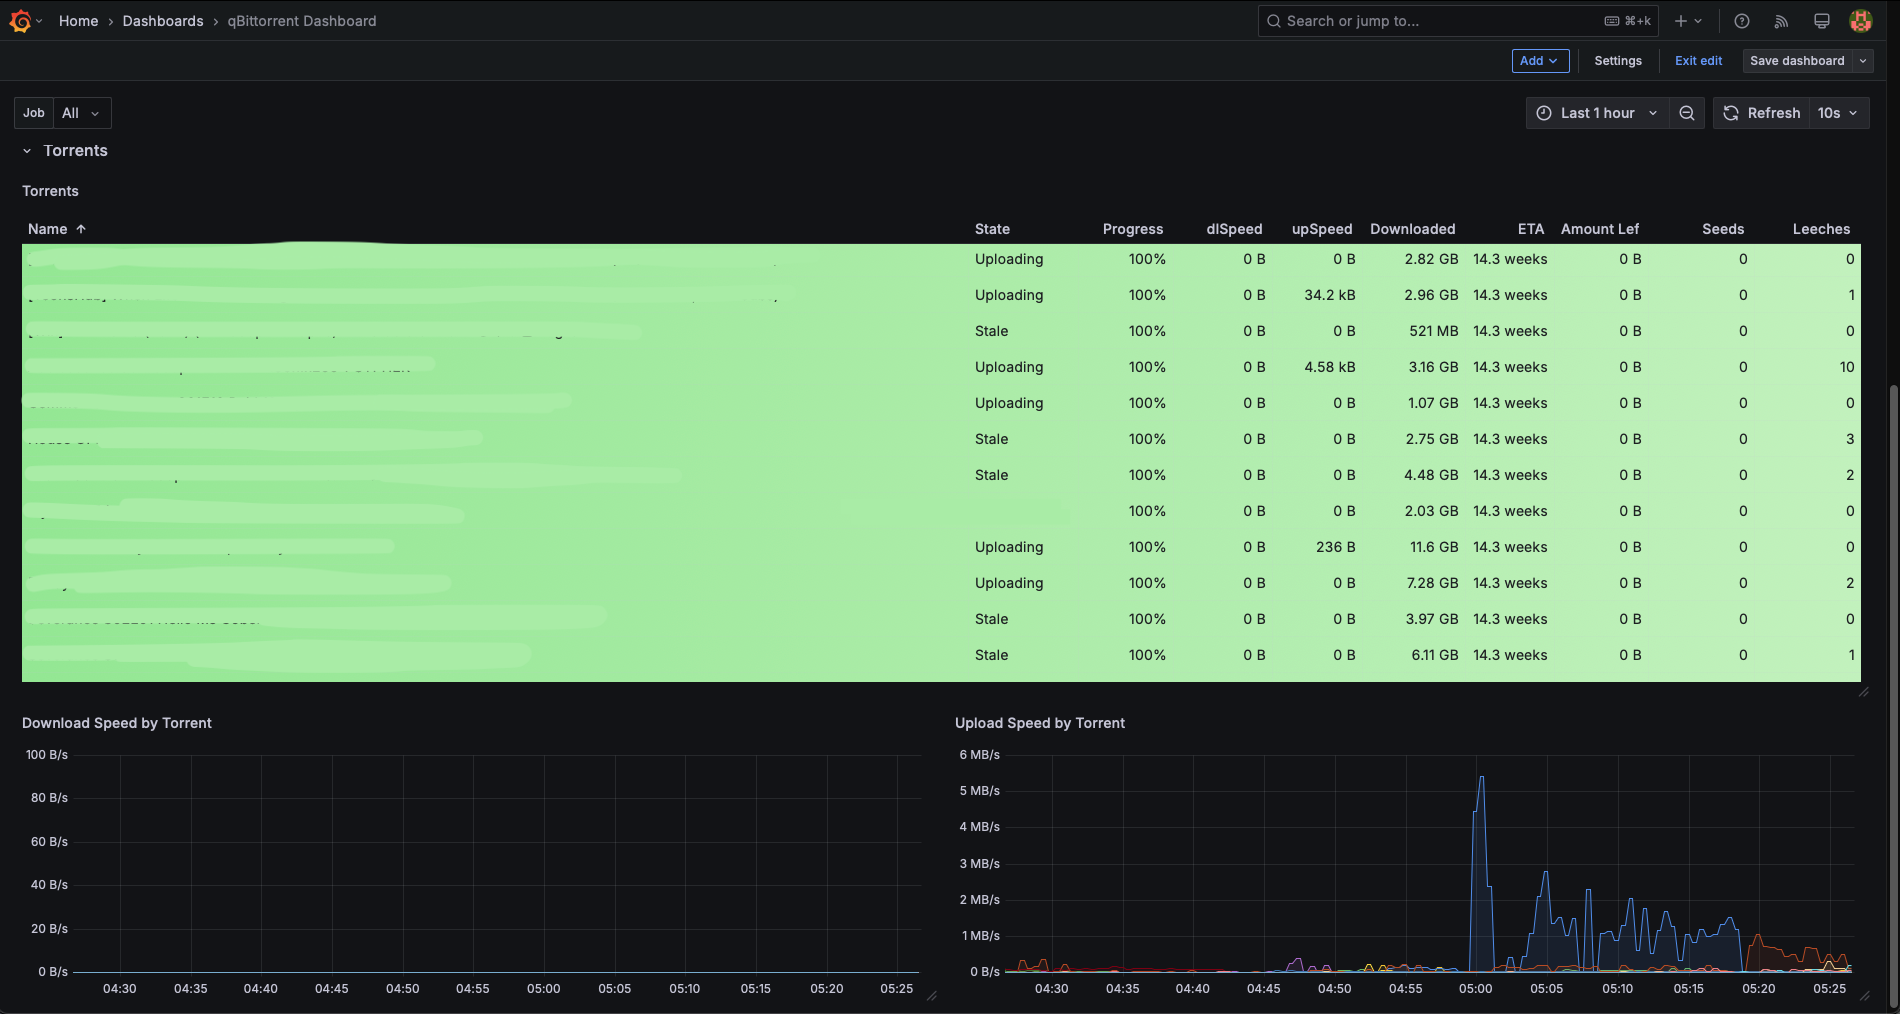 Home › Dashboards › qBittorrent Dashboard Search or jump to... ⌘+k
Add Settings Exit edit Save dashboard
Job All Last 1 hour Refresh 10s
Torrents
Torrents
Name State Progress dlSpeed upSpeed Downloaded ETA Amount Lef Seeds Leeches
Uploading 100% 0 B 0 B 2.82 GB 14.3 weeks 0 B 0 0
Uploading 100% 0 B 34.2 kB 2.96 GB 14.3 weeks 0 B 0 1
Stale 100% 0 B 0 B 521 MB 14.3 weeks 0 B 0 0
Uploading 100% 0 B 4.58 kB 3.16 GB 14.3 weeks 0 B 0 10
Uploading 100% 0 B 0 B 1.07 GB 14.3 weeks 0 B 0 0
Stale 100% 0 B 0 B 2.75 GB 14.3 weeks 0 B 0 3
Stale 100% 0 B 0 B 4.48 GB 14.3 weeks 0 B 0 2
100% 0 B 0 B 2.03 GB 14.3 weeks 0 B 0 0
Uploading 100% 0 B 236 B 11.6 GB 14.3 weeks 0 B 0 0
Uploading 100% 0 B 0 B 7.28 GB 14.3 weeks 0 B 0 2
Stale 100% 0 B 0 B 3.97 GB 14.3 weeks 0 B 0 0
Stale 100% 0 B 0 B 6.11 GB 14.3 weeks 0 B 0 1
Download Speed by Torrent
100 B/s
80 B/s
60 B/s
40 B/s
20 B/s
0 B/s
04:30 04:35 04:40 04:45 04:50 04:55 05:00 05:05 05:10 05:15 05:20 05:25
Upload Speed by Torrent
6 MB/s
5 MB/s
4 MB/s
3 MB/s
2 MB/s
1 MB/s
0 B/s
04:30 04:35 04:40 04:45 04:50 04:55 05:00 05:05 05:10 05:15 05:20 05:25